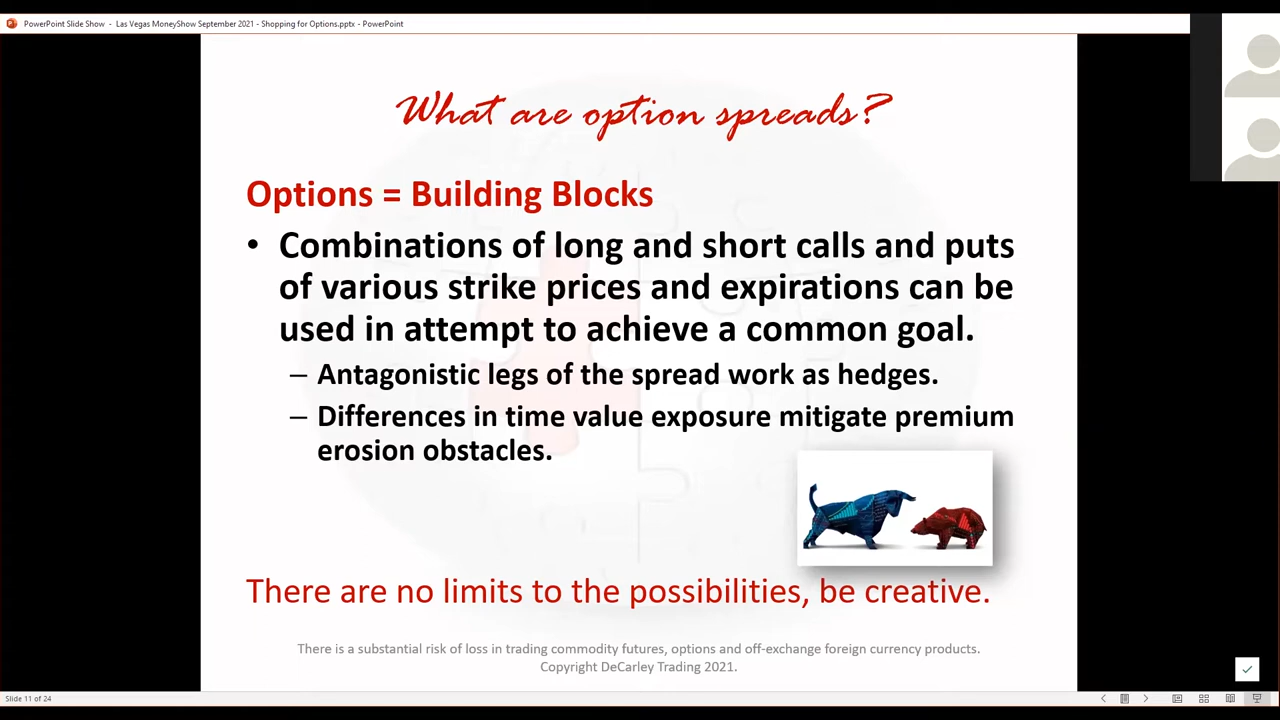 PowerPoint Slide Show - Las Vegas MoneyShow September 2021 - Shopping for Options.pptx - PowerPoint
What are option spreads?
Options = Building Blocks
• Combinations of long and short calls and puts
of various strike prices and expirations can be
used in attempt to achieve a common goal.
– Antagonistic legs of the spread work as hedges.
– Differences in time value exposure mitigate premium
erosion obstacles.
There are no limits to the possibilities, be creative.
There is a substantial risk of loss in trading commodity futures, options and off-exchange foreign currency products.
Copyright DeCarley Trading 2021.
Slide 11 of 24